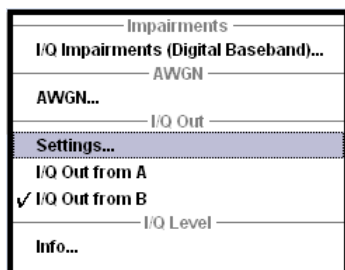 Impairments
I/Q Impairments (Digital Baseband)...
AWGN
AWGN...
I/Q Out
Settings...
I/Q Out from A
✓ I/Q Out from B
I/Q Level
Info...